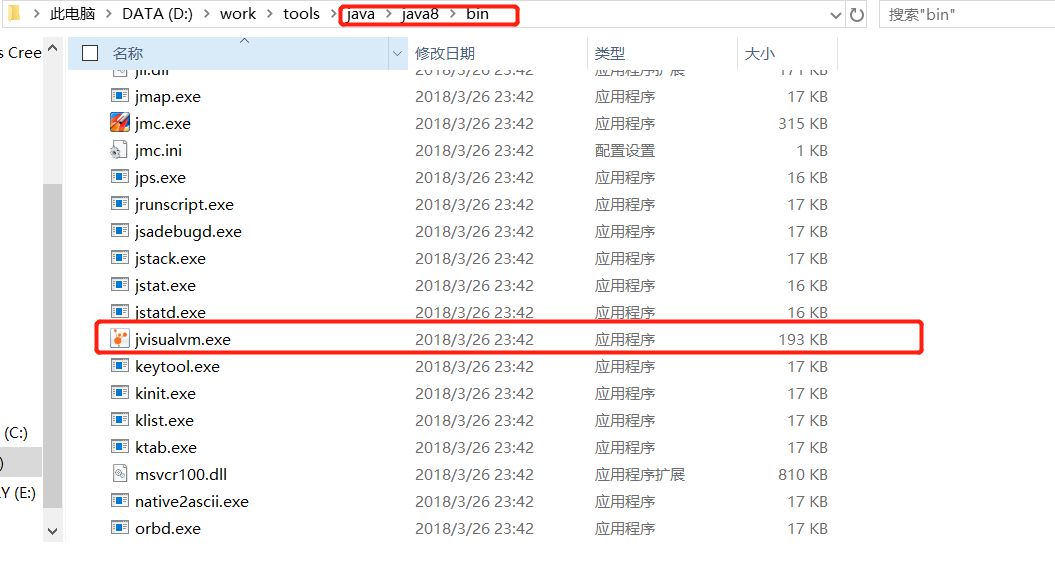 此电脑 > DATA (D:) > work > tools > java > java8 > bin
搜索"bin"
s Cree
名称 修改日期 类型 大小
jli.dll 2018/3/26 23:42 应用程序扩展 171 KB
jmap.exe 2018/3/26 23:42 应用程序 17 KB
jmc.exe 2018/3/26 23:42 应用程序 315 KB
jmc.ini 2018/3/26 23:42 配置设置 1 KB
jps.exe 2018/3/26 23:42 应用程序 16 KB
jrunscript.exe 2018/3/26 23:42 应用程序 17 KB
jsadebugd.exe 2018/3/26 23:42 应用程序 17 KB
jstack.exe 2018/3/26 23:42 应用程序 17 KB
jstat.exe 2018/3/26 23:42 应用程序 16 KB
jstatd.exe 2018/3/26 23:42 应用程序 16 KB
jvisualvm.exe 2018/3/26 23:42 应用程序 193 KB
keytool.exe 2018/3/26 23:42 应用程序 17 KB
kinit.exe 2018/3/26 23:42 应用程序 17 KB
klist.exe 2018/3/26 23:42 应用程序 17 KB
(C:)
ktab.exe 2018/3/26 23:42 应用程序 17 KB
)
msvcr100.dll 2018/3/26 23:42 应用程序扩展 810 KB
Y (E:)
native2ascii.exe 2018/3/26 23:42 应用程序 17 KB
orbd.exe 2018/3/26 23:42 应用程序 17 KB